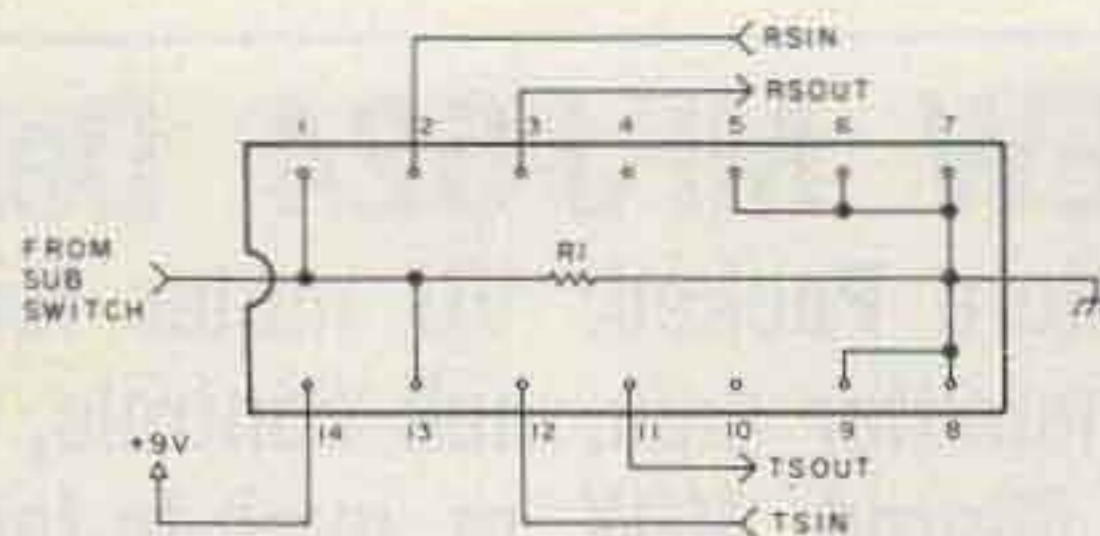 RSIN
RSOUT
1 2 3 4 5 6 7
FROM
SUB
SWITCH
R1
+9V
14 13 12 11 10 9 8
TSOUT
TSIN